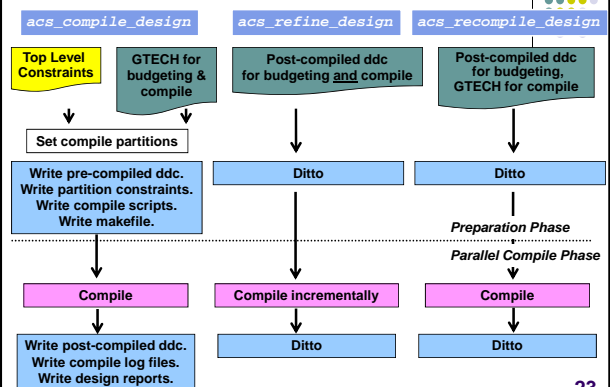 acs_compile_design
acs_refine_design
acs_recompile_design
Top Level
Constraints
GTECH for
budgeting &
compile
Post-compiled ddc
for budgeting and compile
Post-compiled ddc
for budgeting,
GTECH for compile
Set compile partitions
Write pre-compiled ddc.
Write partition constraints.
Write compile scripts.
Write makefile.
Ditto
Ditto
Preparation Phase
Parallel Compile Phase
Compile
Compile incrementally
Compile
Write post-compiled ddc.
Write compile log files.
Write design reports.
Ditto
Ditto
23